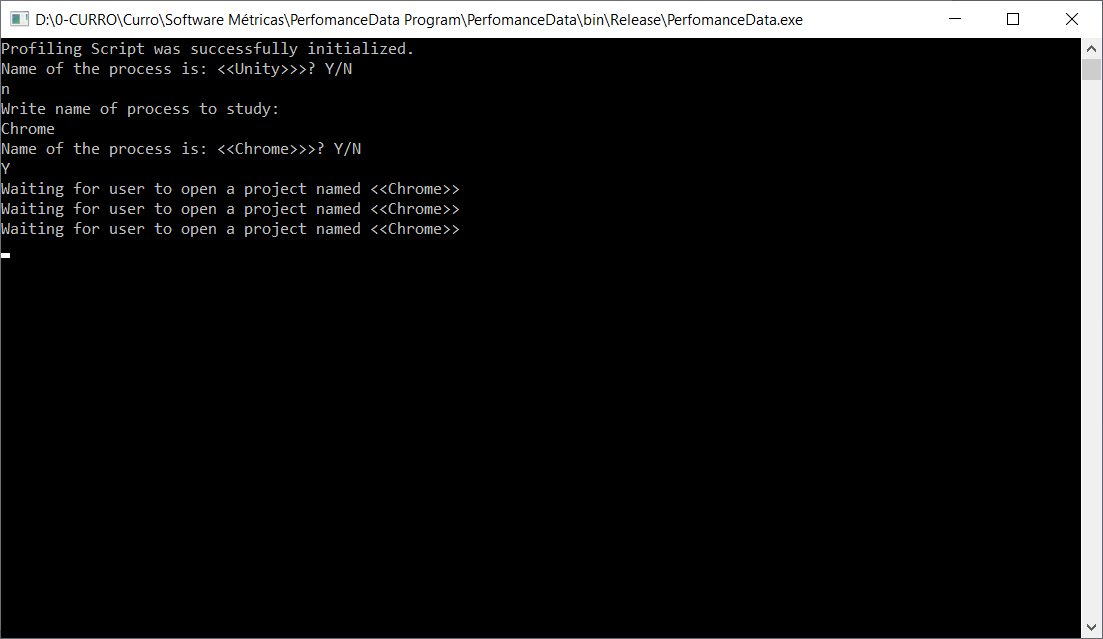 D:\0-CURRO\Curro\Software Métricas\PerfomanceData Program\PerfomanceData\bin\Release\PerfomanceData.exe
Profiling Script was successfully initialized.
Name of the process is: <<Unity>>>? Y/N
n
Write name of process to study:
Chrome
Name of the process is: <<Chrome>>>? Y/N
Y
Waiting for user to open a project named <<Chrome>>
Waiting for user to open a project named <<Chrome>>
Waiting for user to open a project named <<Chrome>>